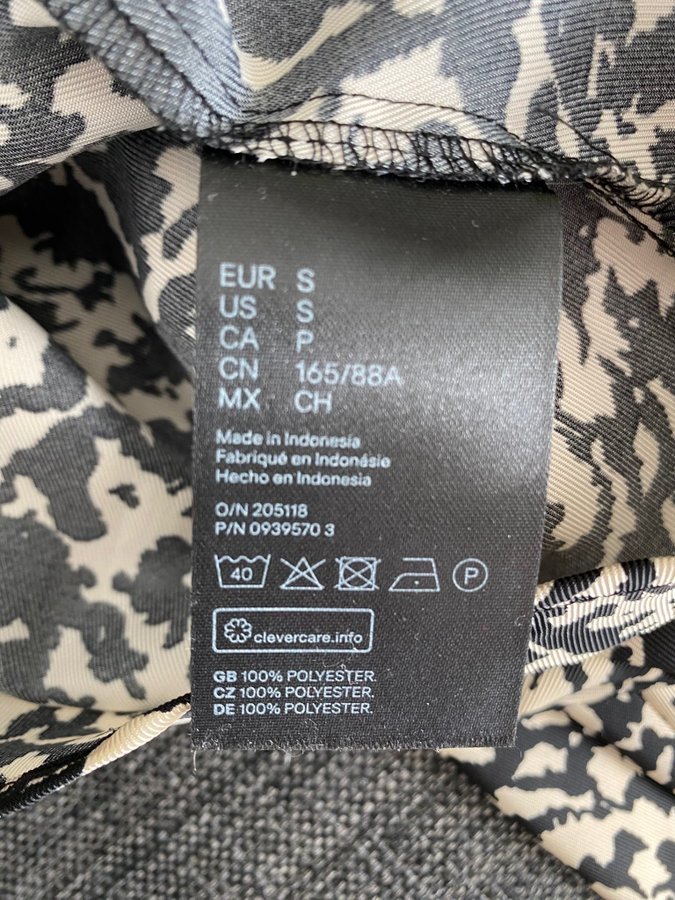 EUR S
US S
CA P
CN 165/88A
MX CH
Made in Indonesia
Fabriqué en Indonésie
Hecho en Indonesia
O/N 205118
P/N 0939570 3
40 P
clevercare.info
GB 100% POLYESTER.
CZ 100% POLYESTER.
DE 100% POLYESTER.